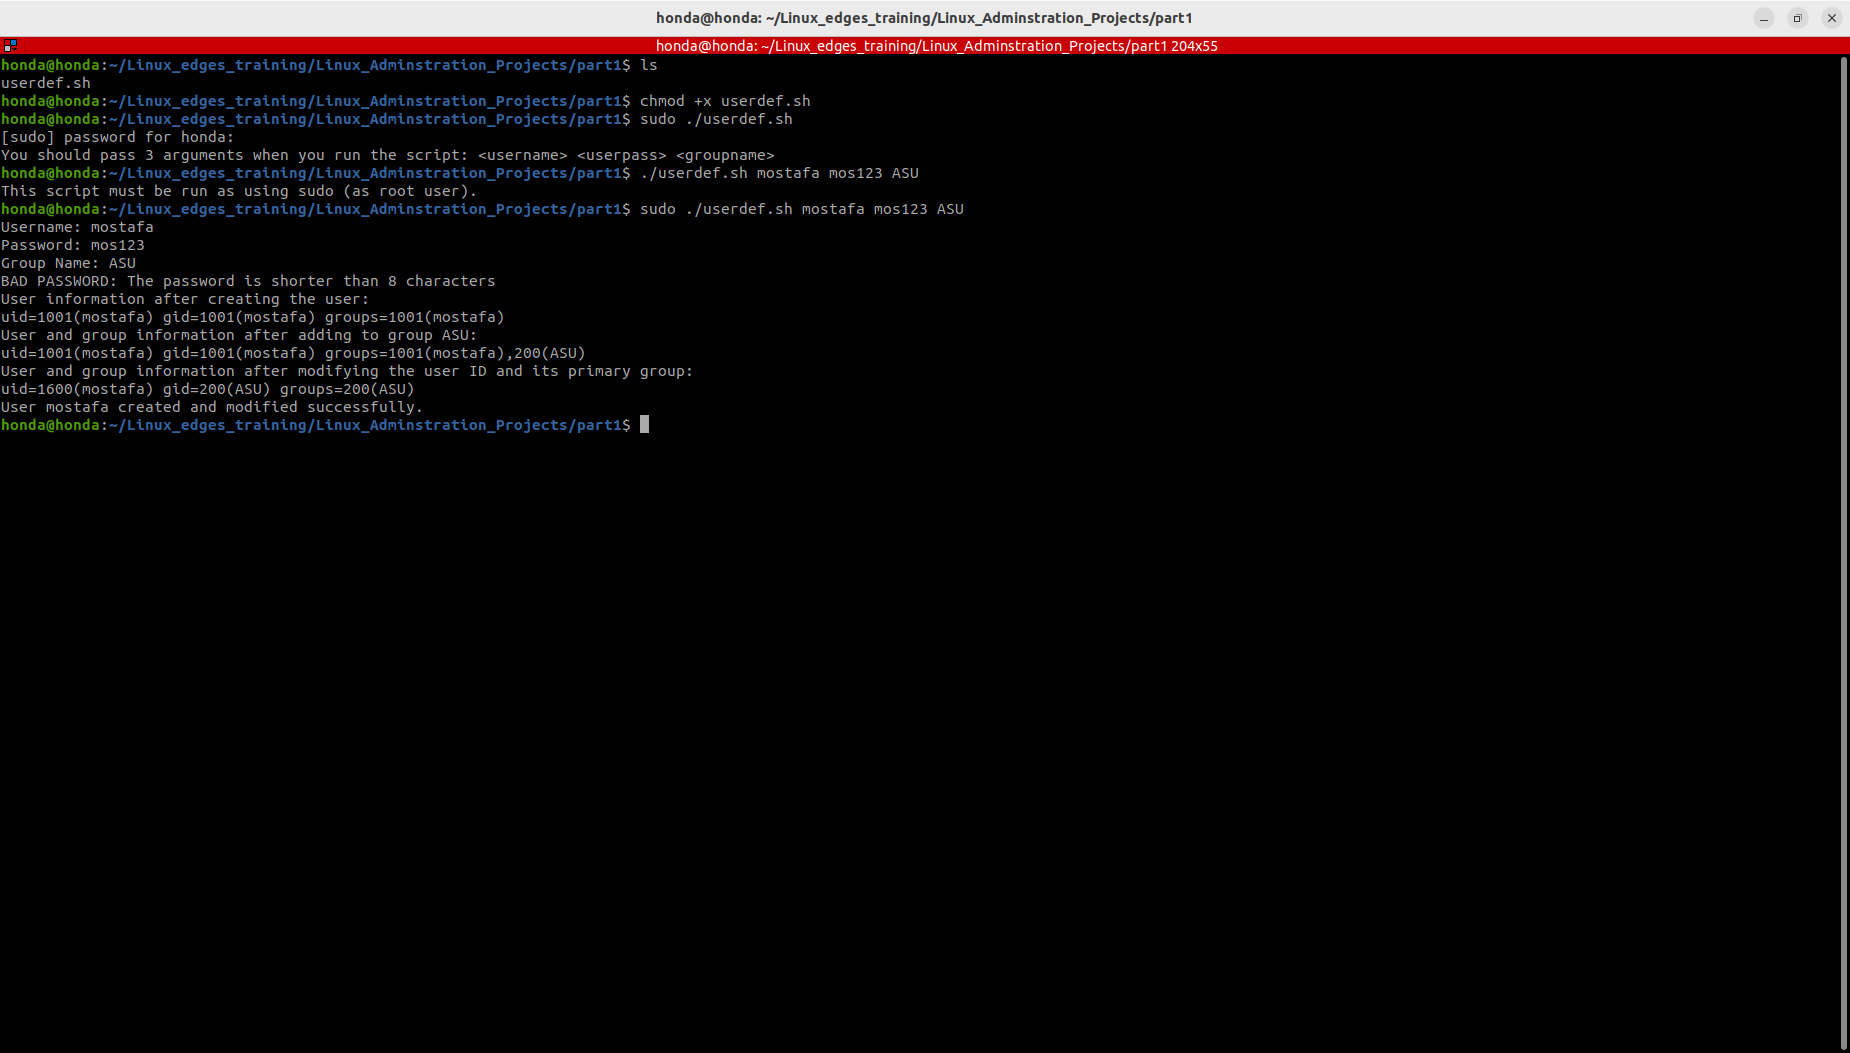 honda@honda: ~/Linux_edges_training/Linux_Adminstration_Projects/part1
honda@honda: ~/Linux_edges_training/Linux_Adminstration_Projects/part1 204x55
honda@honda:~/Linux_edges_training/Linux_Adminstration_Projects/part1$ ls
userdef.sh
honda@honda:~/Linux_edges_training/Linux_Adminstration_Projects/part1$ chmod +x userdef.sh
honda@honda:~/Linux_edges_training/Linux_Adminstration_Projects/part1$ sudo ./userdef.sh
[sudo] password for honda:
You should pass 3 arguments when you run the script: <username> <userpass> <groupname>
honda@honda:~/Linux_edges_training/Linux_Adminstration_Projects/part1$ ./userdef.sh mostafa mos123 ASU
This script must be run as using sudo (as root user).
honda@honda:~/Linux_edges_training/Linux_Adminstration_Projects/part1$ sudo ./userdef.sh mostafa mos123 ASU
Username: mostafa
Password: mos123
Group Name: ASU
BAD PASSWORD: The password is shorter than 8 characters
User information after creating the user:
uid=1001(mostafa) gid=1001(mostafa) groups=1001(mostafa)
User and group information after adding to group ASU:
uid=1001(mostafa) gid=1001(mostafa) groups=1001(mostafa),200(ASU)
User and group information after modifying the user ID and its primary group:
uid=1600(mostafa) gid=200(ASU) groups=200(ASU)
User mostafa created and modified successfully.
honda@honda:~/Linux_edges_training/Linux_Adminstration_Projects/part1$